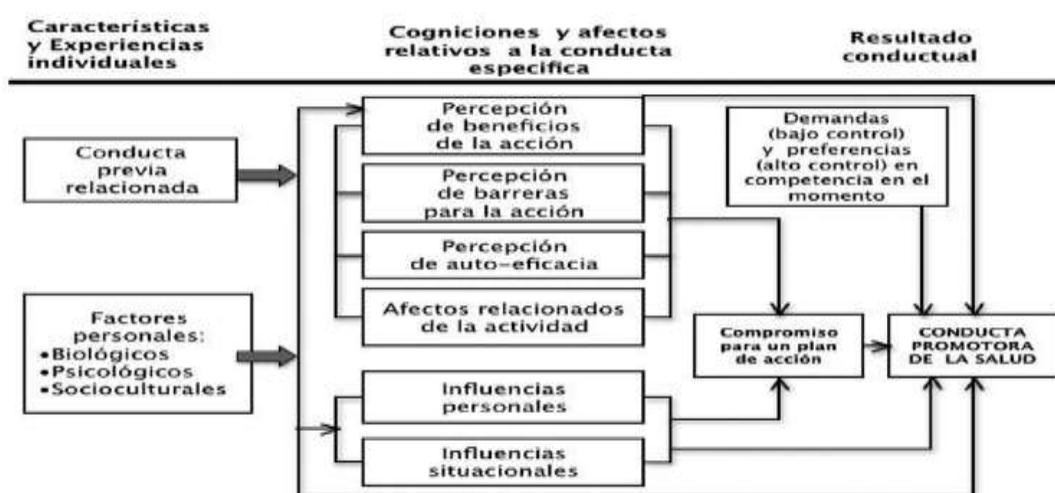 Características
y Experiencias
individuales
Cogniciones y afectos
relativos a la conducta
especifica
Resultado
conductual
Conducta
previa
relacionada
Factores
personales:
•Biológicos
•Psicológicos
•Socioculturales
Percepción
de beneficios
de la acción
Percepción
de barreras
para la acción
Percepción
de auto-eficacia
Afectos relacionados
de la actividad
Influencias
personales
Influencias
situacionales
Demandas
(bajo control)
y preferencias
(alto control) en
competencia en el
momento
Compromiso
para un plan
de acción
CONDUCTA
PROMOTORA
DE LA SALUD